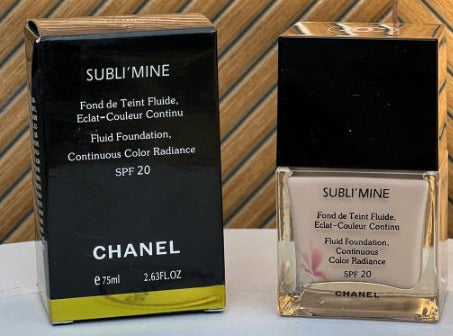 SUBLI'MINE
Fond de Teint Fluide,
Eclat-Couleur Continu
Fluid Foundation,
Continuous Color Radiance
SPF 20
CHANEL
℮ 75ml 2.63FL.OZ
SUBLI'MINE
Fond de Teint Fluide,
Eclat-Couleur Continu
Fluid Foundation,
Continuous
Color Radiance
SPF 20
CHANEL